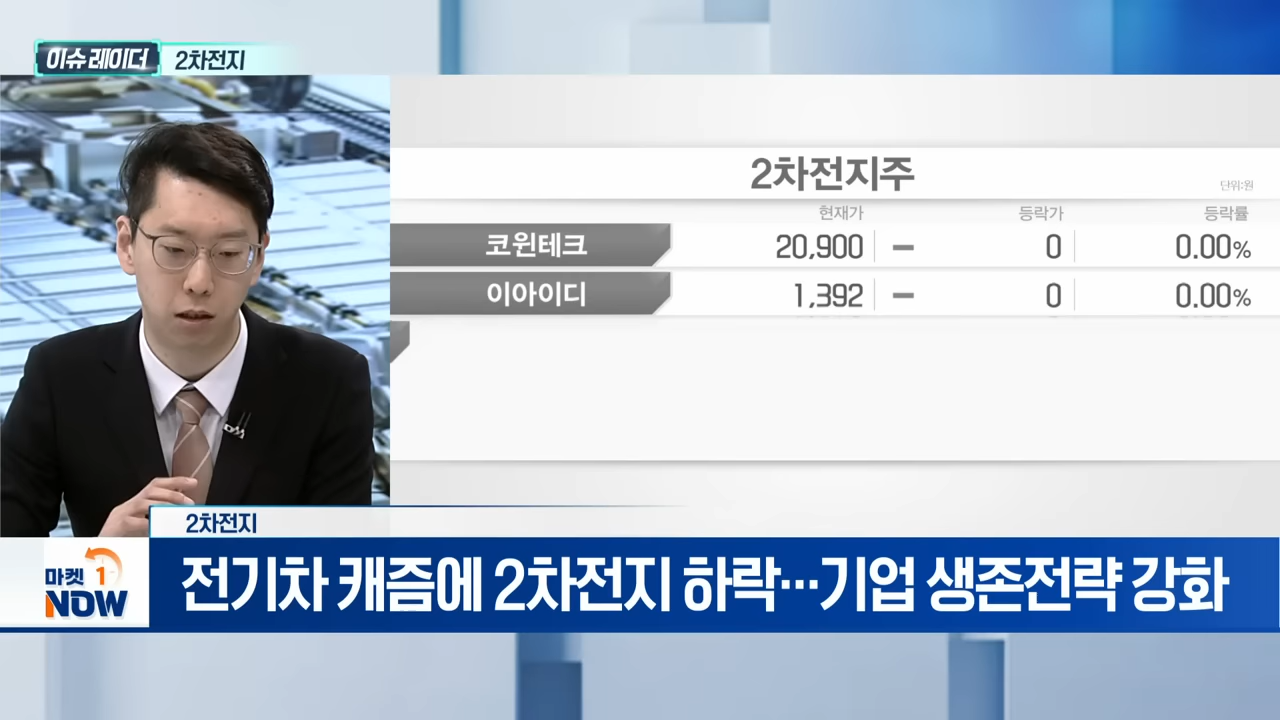 이슈 레이더 2차전지
2차전지주
단위:원
현재가 등락가 등락률
코윈테크 20,900 0 0.00%
이아이디 1,392 0 0.00%
2차전지
마켓 1 NOW
전기차 캐즘에 2차전지 하락…기업 생존전략 강화